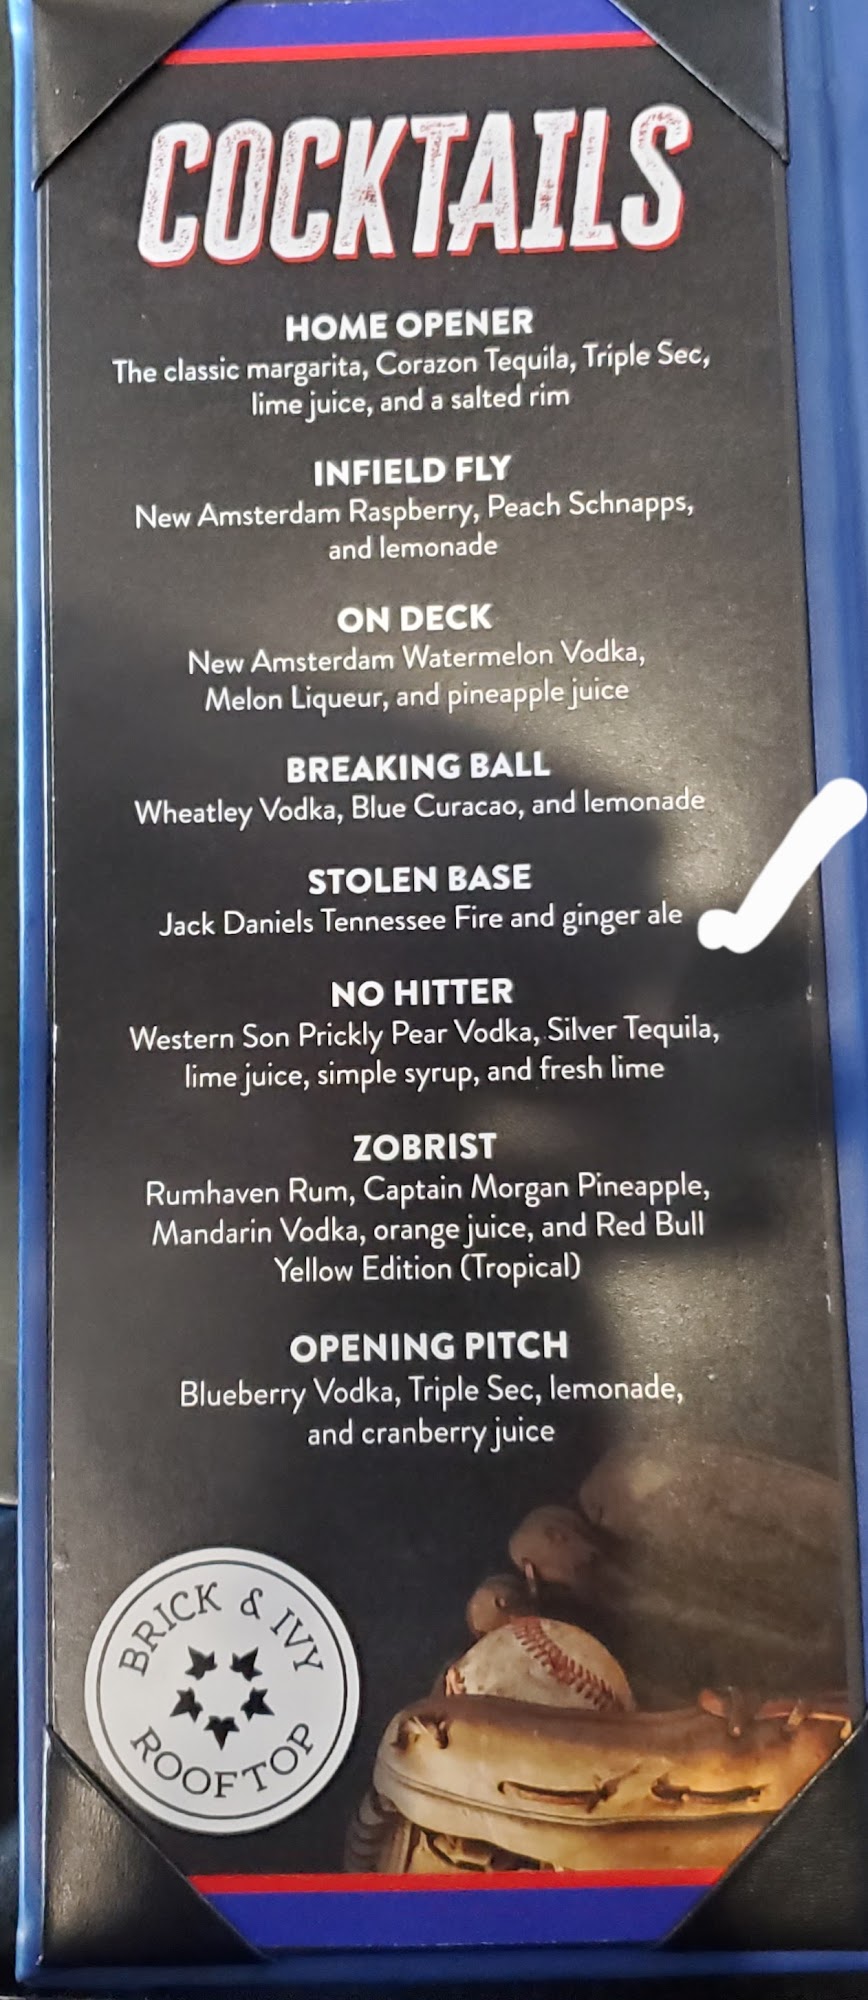 COCKTAILS
HOME OPENER
The classic margarita, Corazon Tequila, Triple Sec,
lime juice, and a salted rim
INFIELD FLY
New Amsterdam Raspberry, Peach Schnapps,
and lemonade
ON DECK
New Amsterdam Watermelon Vodka,
Melon Liqueur, and pineapple juice
BREAKING BALL
Wheatley Vodka, Blue Curacao, and lemonade
STOLEN BASE
Jack Daniels Tennessee Fire and ginger ale
NO HITTER
Western Son Prickly Pear Vodka, Silver Tequila,
lime juice, simple syrup, and fresh lime
ZOBRIST
Rumhaven Rum, Captain Morgan Pineapple,
Mandarin Vodka, orange juice, and Red Bull
Yellow Edition (Tropical)
OPENING PITCH
Blueberry Vodka, Triple Sec, lemonade,
and cranberry juice
BRICK & IVY
ROOFTOP